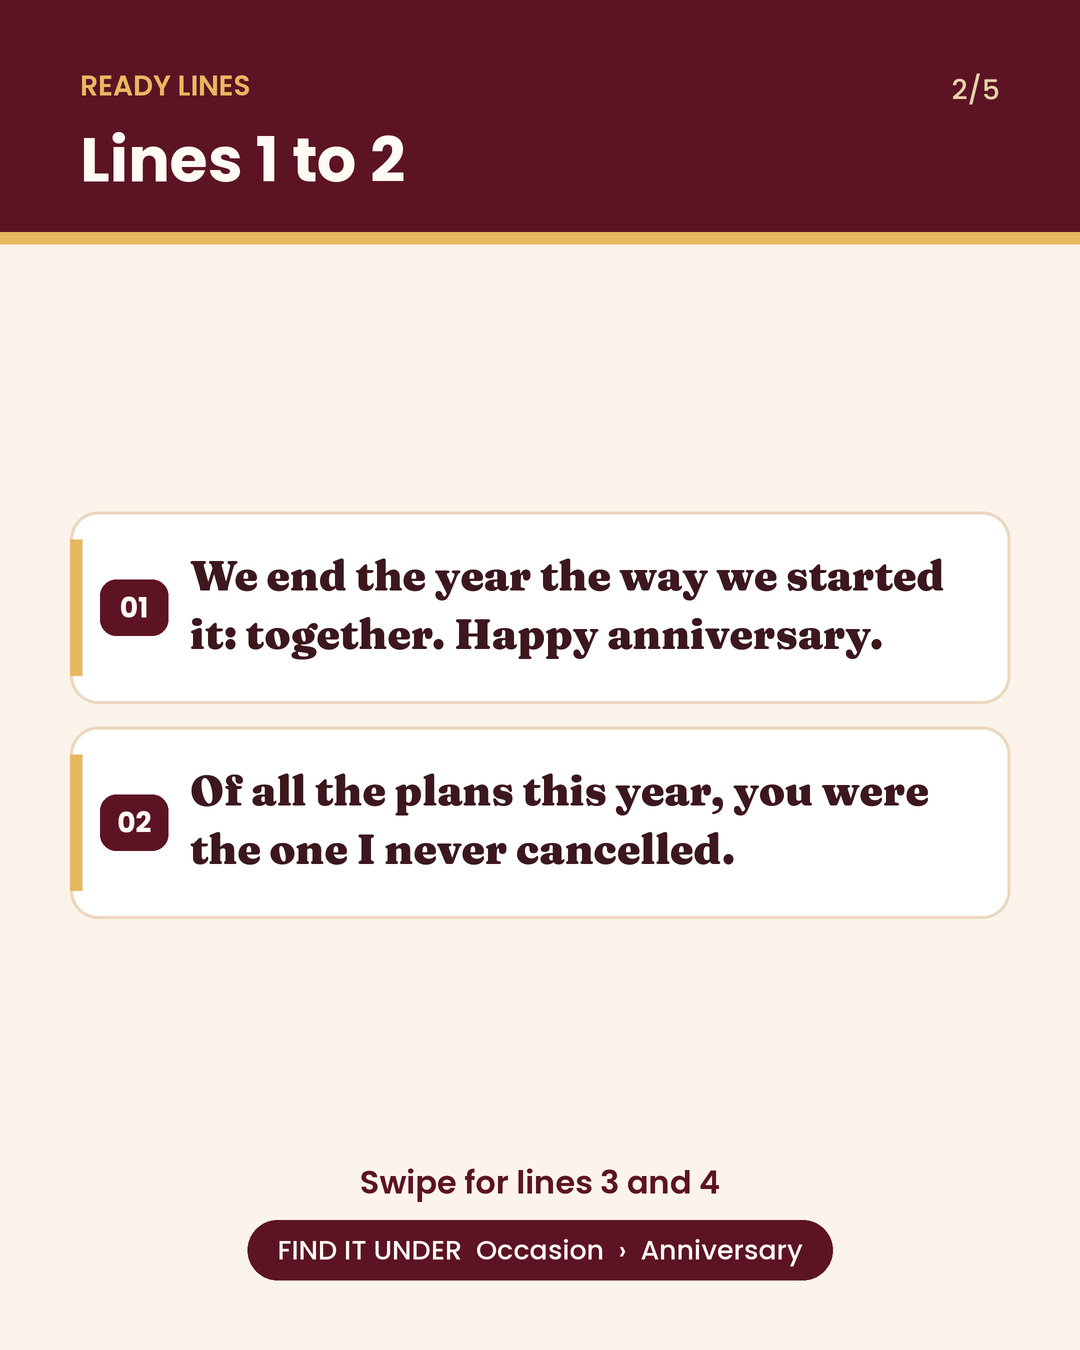 READY LINES
2/5
Lines 1 to 2
01
We end the year the way we started
it: together. Happy anniversary.
02
Of all the plans this year, you were
the one I never cancelled.
Swipe for lines 3 and 4
FIND IT UNDER Occasion › Anniversary